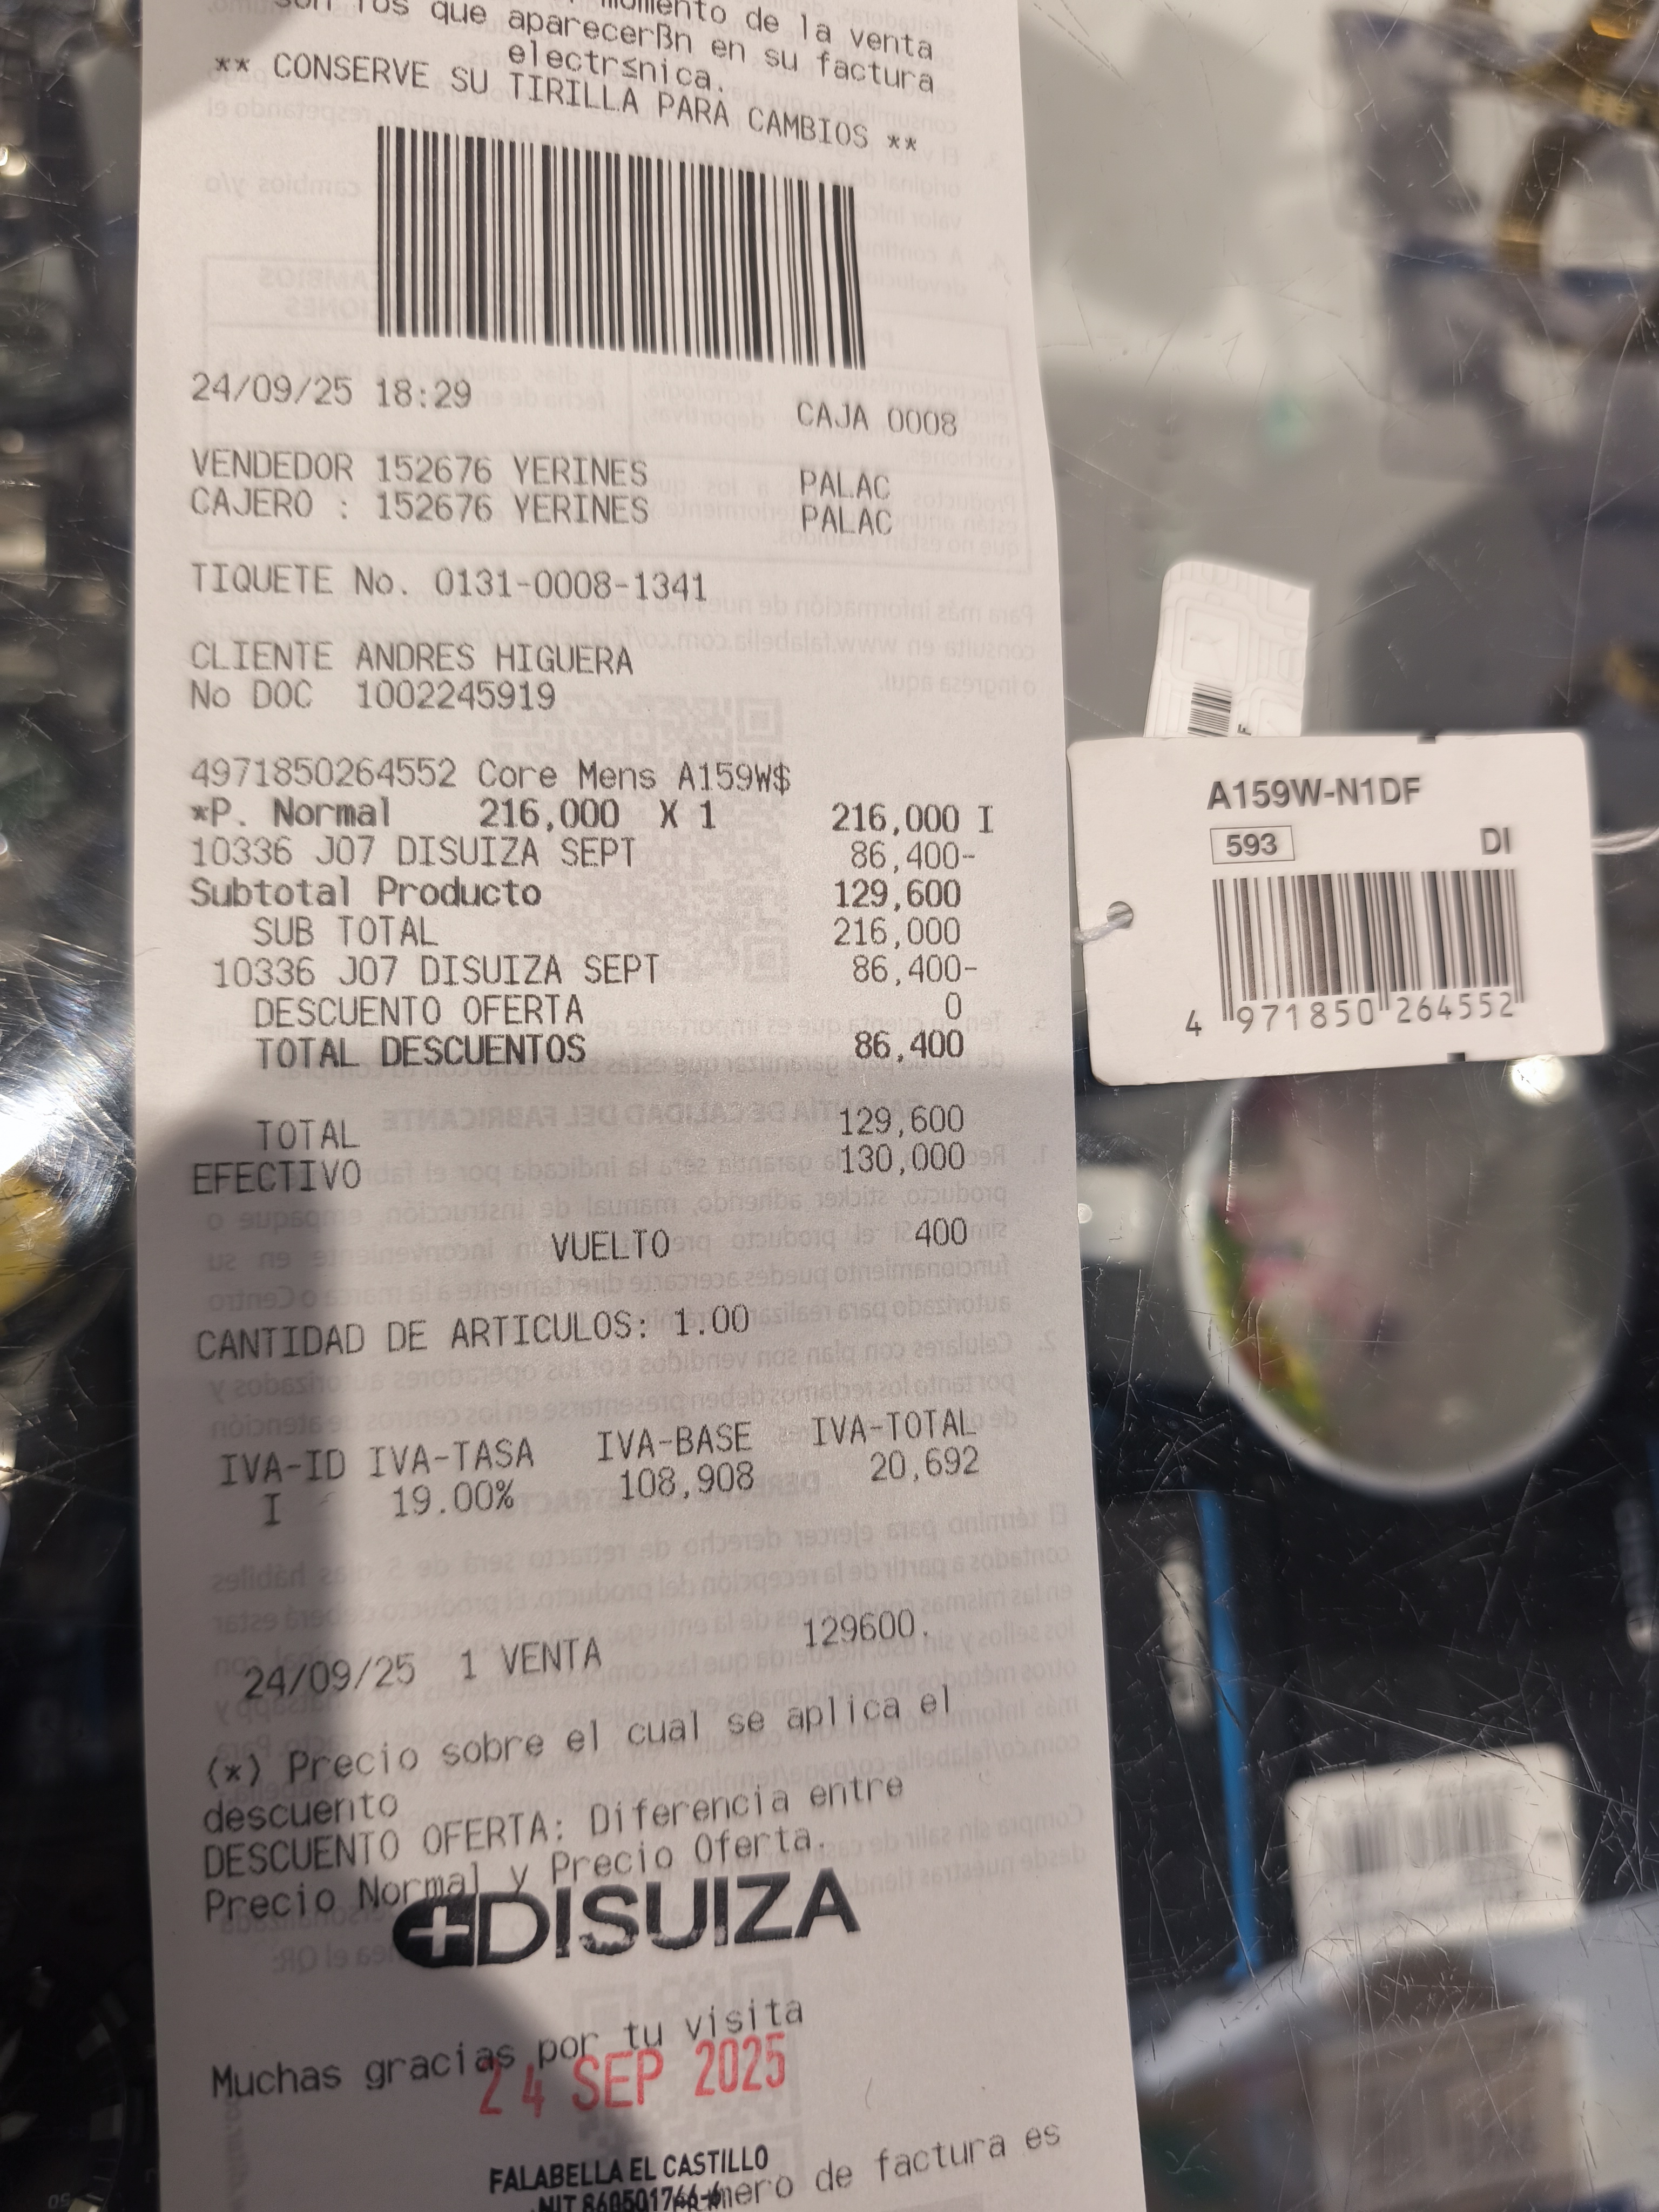 momento de la venta
son los que aparecerßn en su factura
electr≤nica.
** CONSERVE SU TIRILLA PARA CAMBIOS **
24/09/25 18:29 CAJA 0008
VENDEDOR 152676 YERINES PALAC
CAJERO : 152676 YERINES PALAC
TIQUETE No. 0131-0008-1341
CLIENTE ANDRES HIGUERA
No DOC 1002245919
4971850264552 Core Mens A159W$
*P. Normal 216,000 X 1 216,000 I
10336 J07 DISUIZA SEPT 86,400-
Subtotal Producto 129,600
SUB TOTAL 216,000
10336 J07 DISUIZA SEPT 86,400-
DESCUENTO OFERTA 0
TOTAL DESCUENTOS 86,400
TOTAL 129,600
EFECTIVO 130,000
VUELTO 400
CANTIDAD DE ARTICULOS: 1.00
IVA-ID IVA-TASA IVA-BASE IVA-TOTAL
I 19.00% 108,908 20,692
24/09/25 1 VENTA 129600.
(*) Precio sobre el cual se aplica el
descuento
DESCUENTO OFERTA: Diferencia entre
Precio Normal y Precio Oferta.
DISUIZA
Muchas gracias por tu visita
24 SEP 2025
FALABELLA EL CASTILLO
de factura es
NIT 860501766-6
A159W-N1DF
593 DI
4 971850 264552